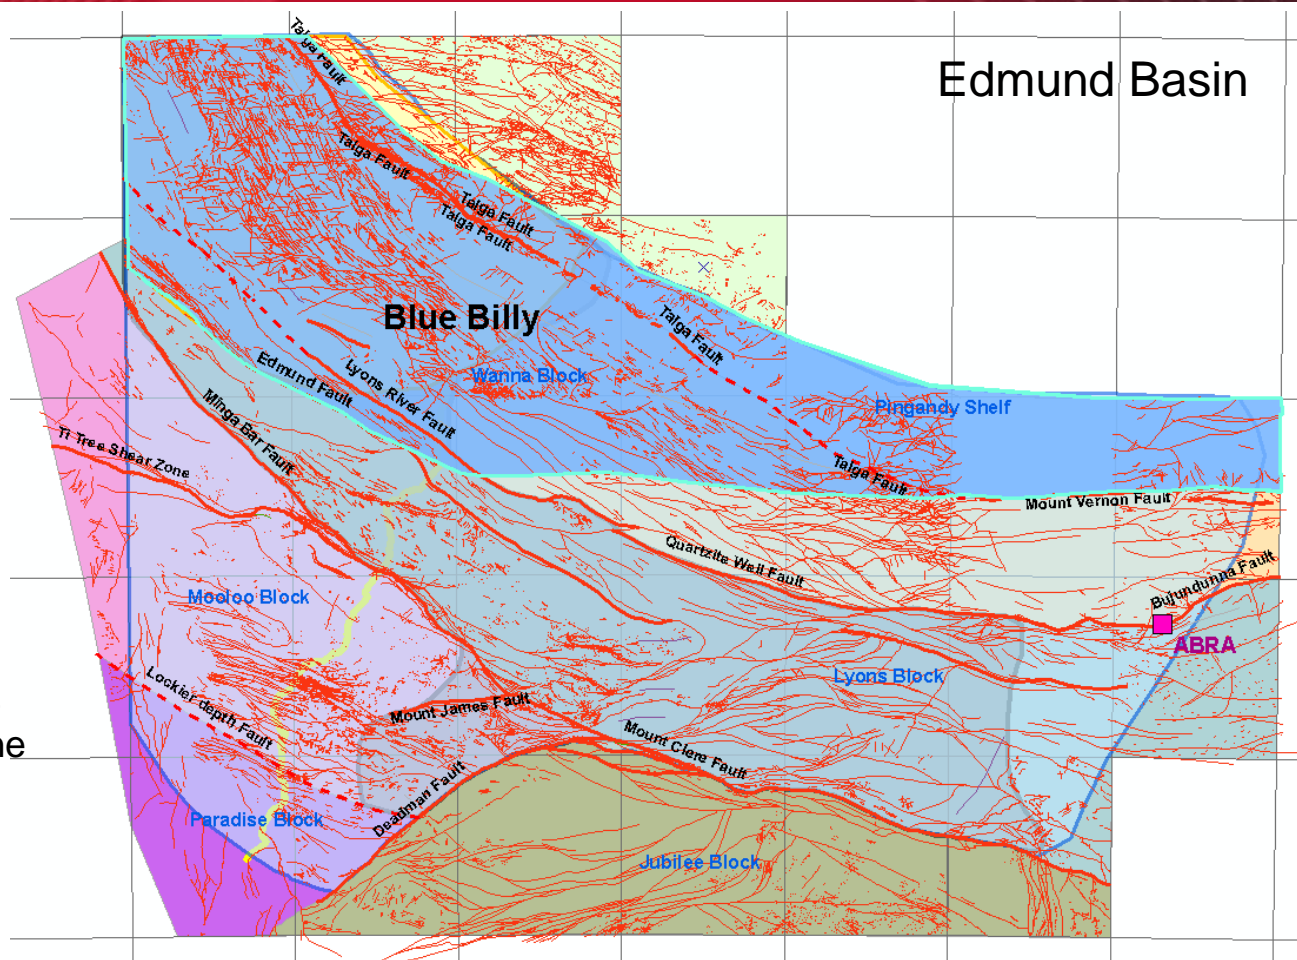 Edmund Basin
Talga Fault
Talga Fault
Talga Fault
Talga Fault
Blue Billy
Talga Fault
Wanna Block
Edmund Fault
Lyons River Fault
Pingandy Shelf
Minga Bar Fault
Ti Tree Shear Zone
Talga Fault
Mount Vernon Fault
Quartzite Well Fault
Bujundunna Fault
Mooloo Block
ABRA
Lyons Block
Lockier depth Fault
Mount James Fault
Mount Clere Fault
ne
Deadman Fault
Paradise Block
Jubilee Block